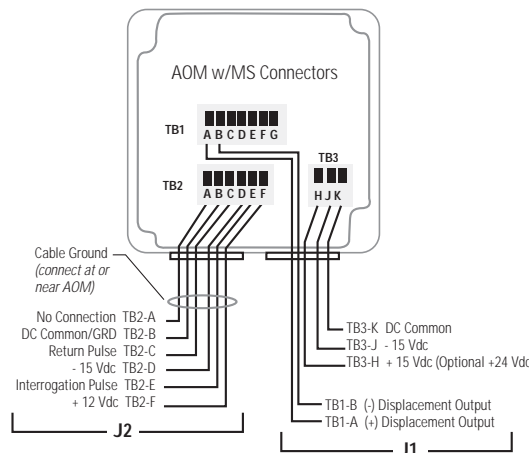 AOM w/MS Connectors
TB1
A B C D E F G
TB3
H J K
TB2
A B C D E F
Cable Ground
(connect at or
near AOM)
No Connection TB2-A
DC Common/GRD TB2-B
Return Pulse TB2-C
- 15 Vdc TB2-D
Interrogation Pulse TB2-E
+ 12 Vdc TB2-F
J2
TB3-K DC Common
TB3-J - 15 Vdc
TB3-H + 15 Vdc (Optional +24 Vdc
TB1-B (-) Displacement Output
TB1-A (+) Displacement Output
J1